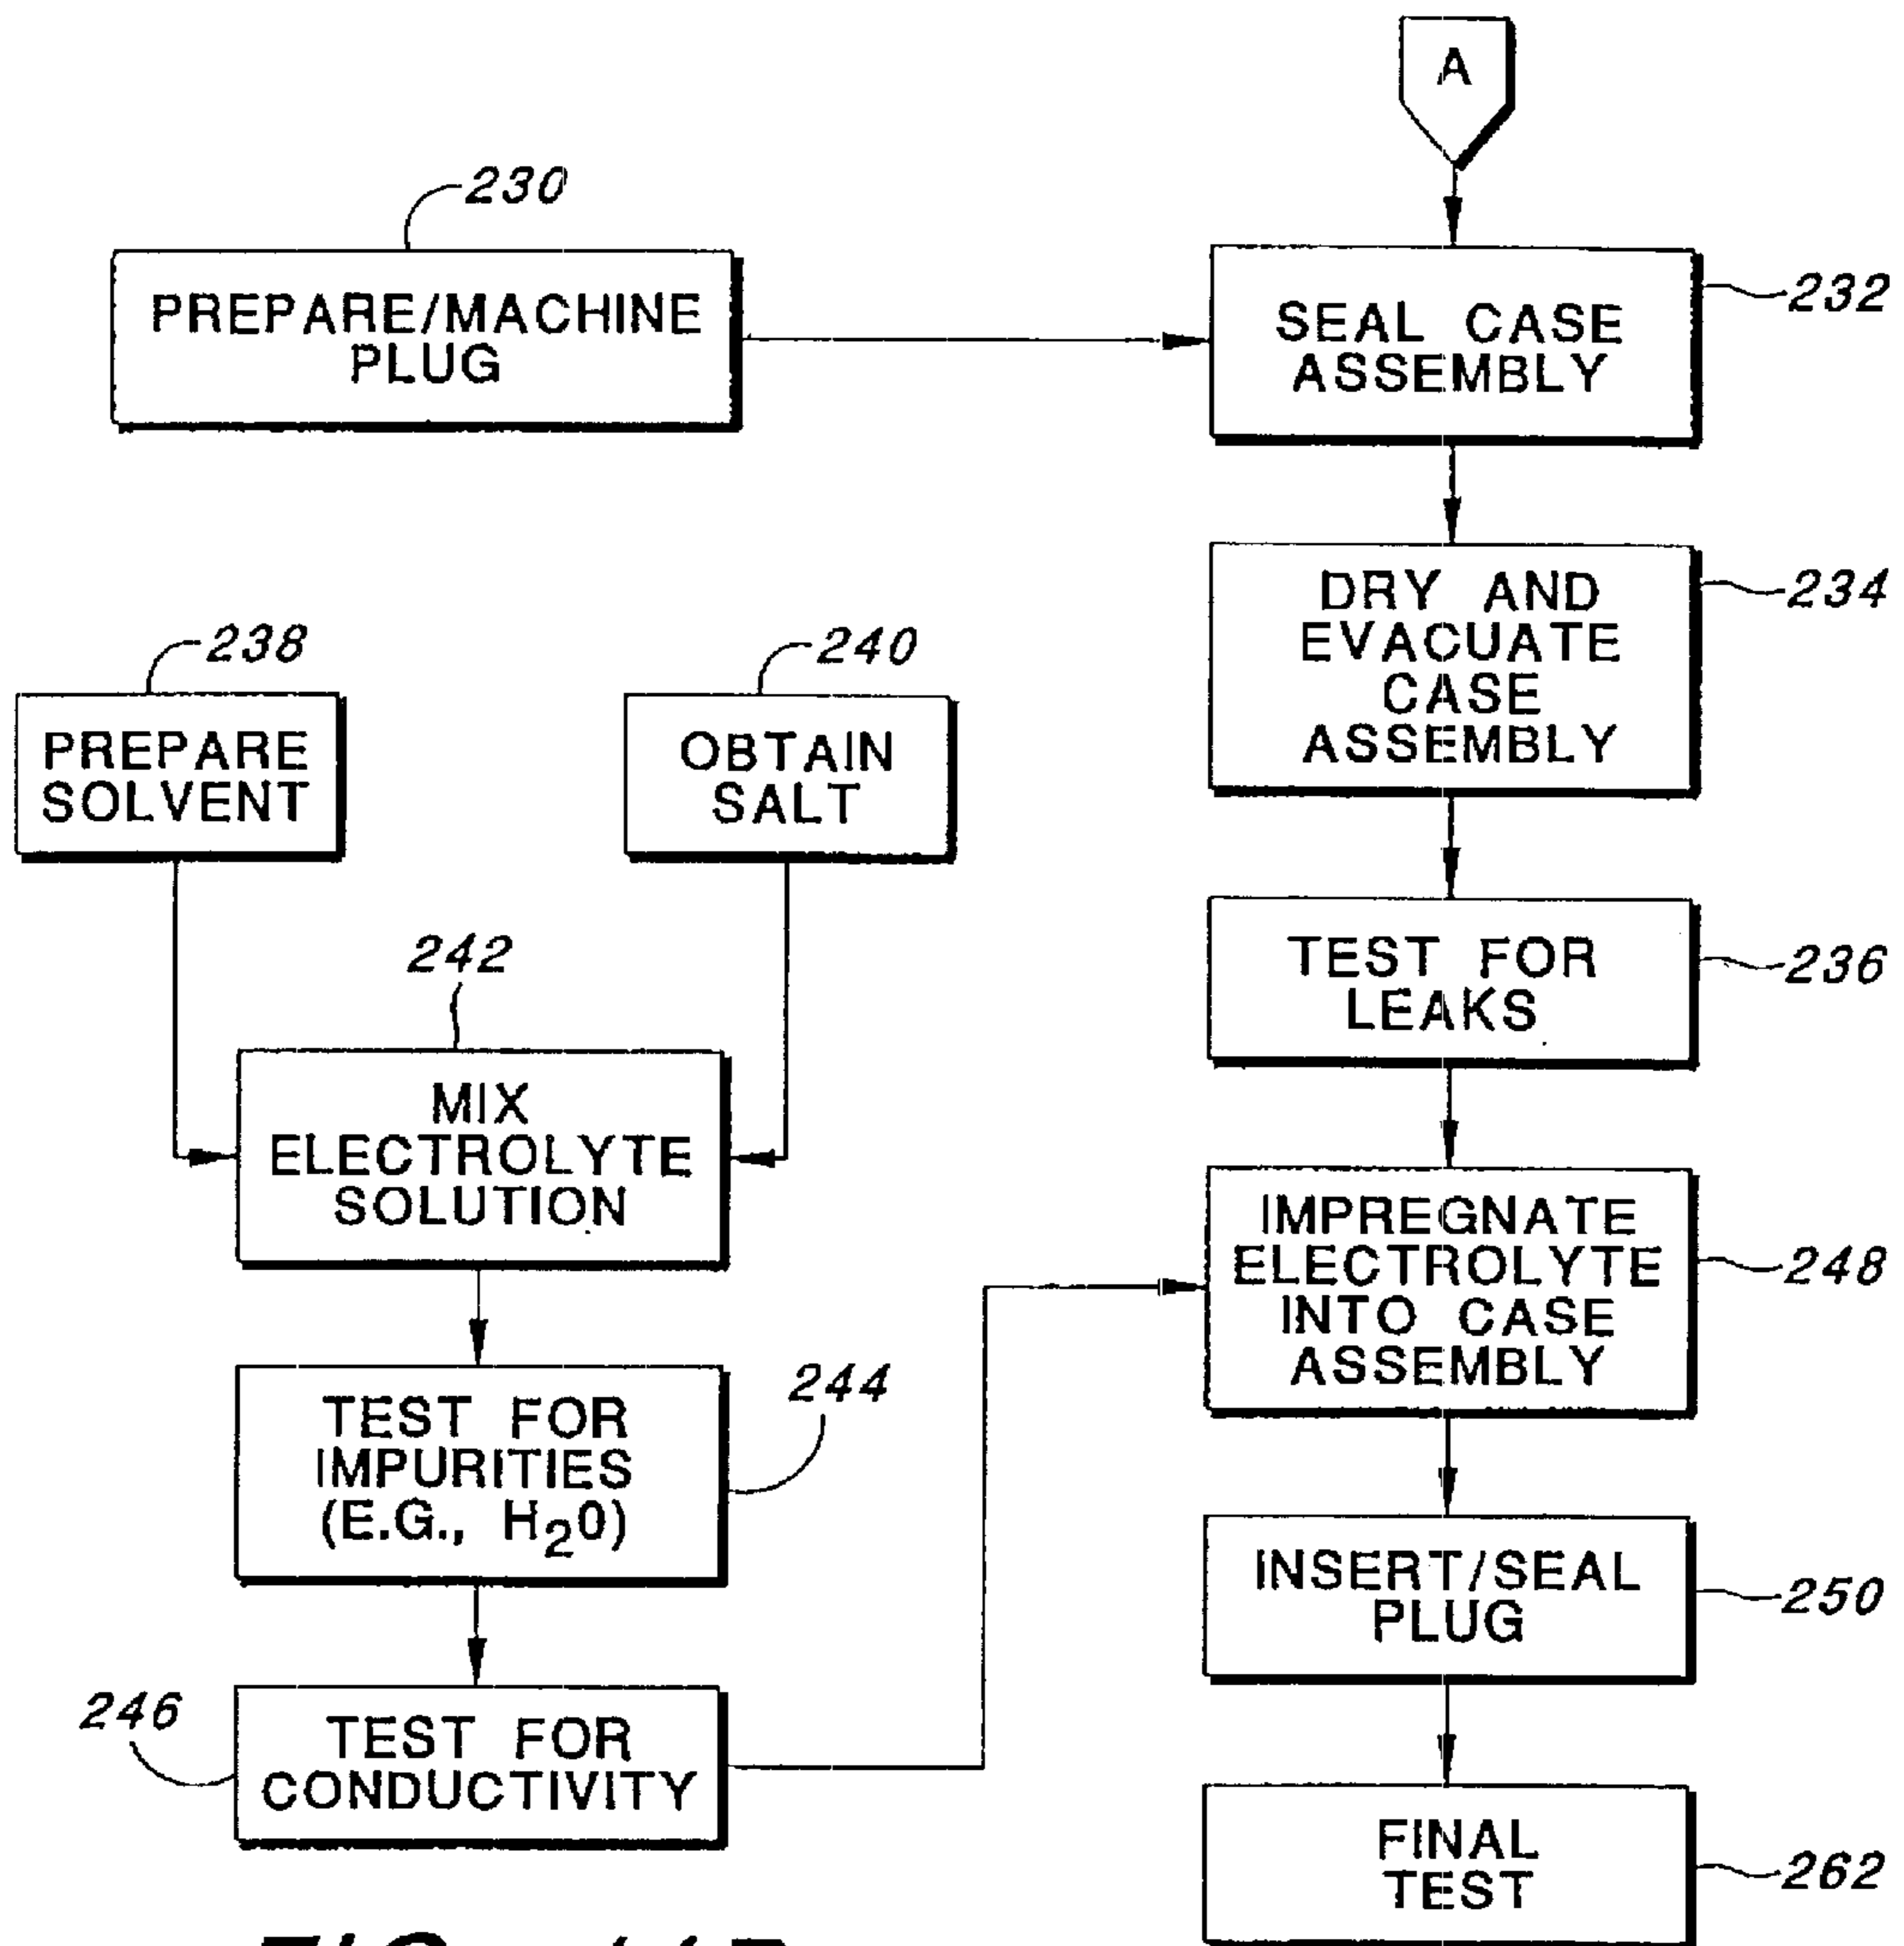 A
230
PREPARE/MACHINE
PLUG
232
SEAL CASE
ASSEMBLY
234
DRY AND
EVACUATE
CASE
ASSEMBLY
238
PREPARE
SOLVENT
240
OBTAIN
SALT
236
TEST FOR
LEAKS
242
MIX
ELECTROLYTE
SOLUTION
248
IMPREGNATE
ELECTROLYTE
INTO CASE
ASSEMBLY
244
TEST FOR
IMPURITIES
(E.G., H₂0)
250
INSERT/SEAL
PLUG
246
TEST FOR
CONDUCTIVITY
262
FINAL
TEST